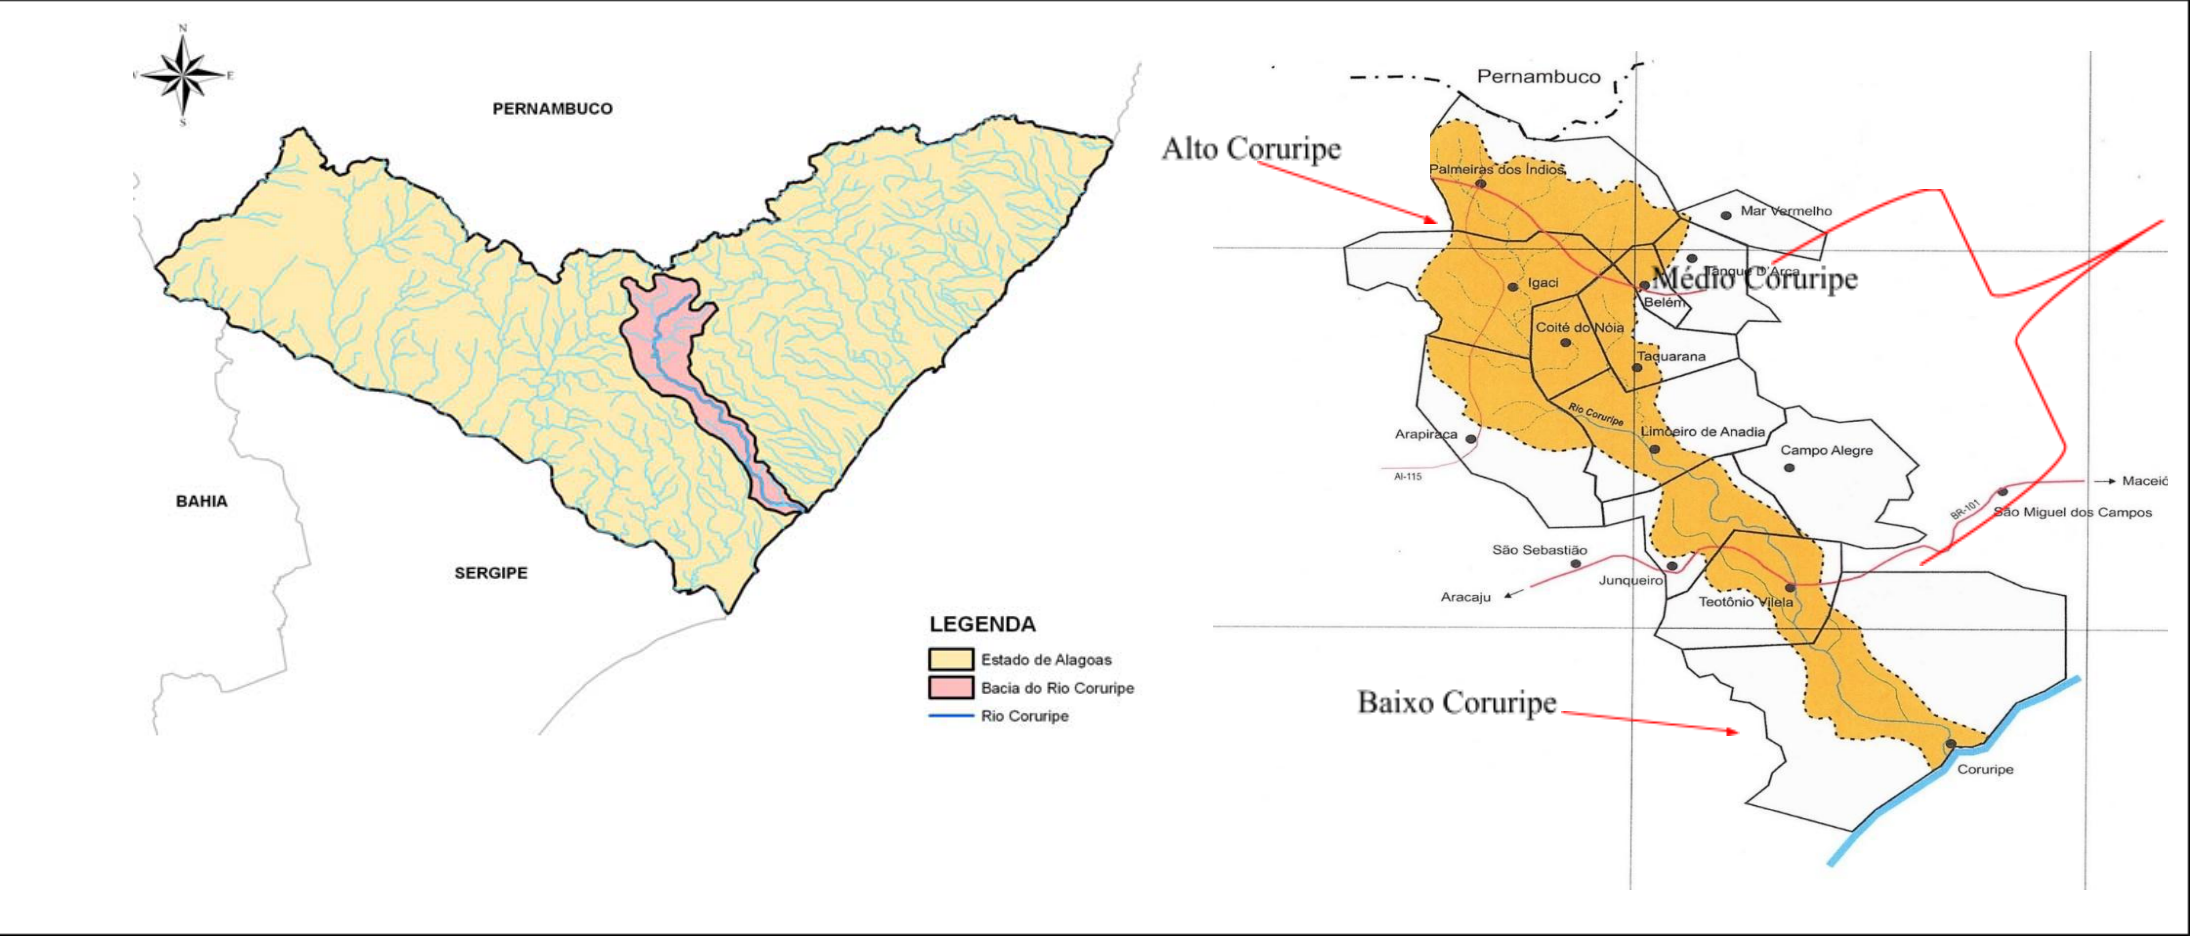 N
E
S
PERNAMBUCO
BAHIA
SERGIPE
LEGENDA
Estado de Alagoas
Bacia do Rio Coruripe
Rio Coruripe
Pernambuco
Alto Coruripe
Palmeiras dos Índios
Mar Vermelho
Tanque D'Arca
Médio Coruripe
Igaci
Belém
Coité do Nóia
Taquarana
Rio Coruripe
Arapiraca
Limoeiro de Anadia
Campo Alegre
Al-115
Maceió
BR-101
São Miguel dos Campos
São Sebastião
Junqueiro
Aracaju
Teotônio Vilela
Baixo Coruripe
Coruripe